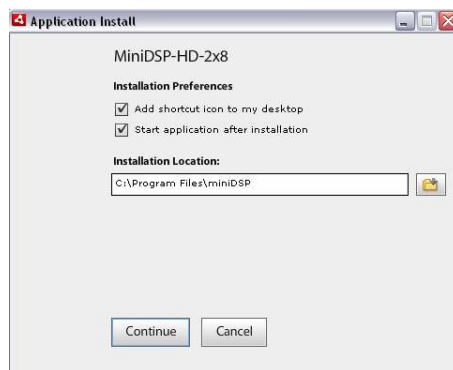 Application Install
MiniDSP-HD-2x8
Installation Preferences
Add shortcut icon to my desktop
Start application after installation
Installation Location:
C:\Program Files\miniDSP
Continue Cancel